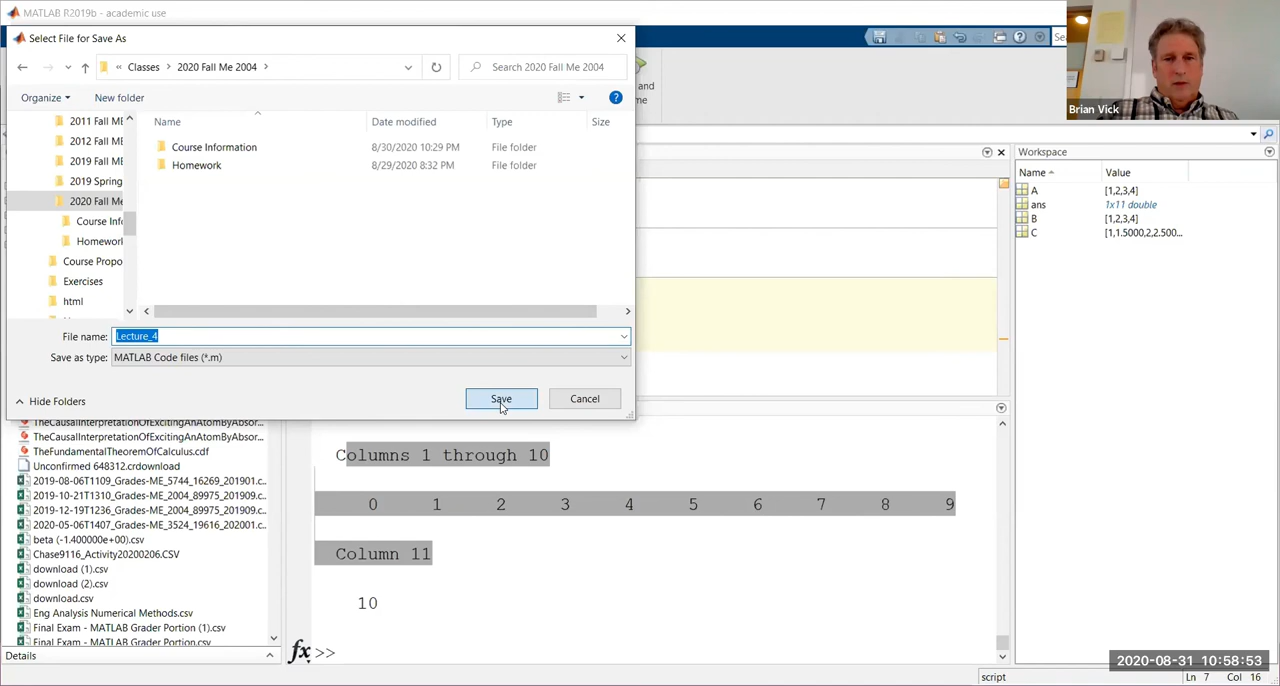 MATLAB R2019b - academic use
Select File for Save As
« Classes > 2020 Fall Me 2004 >
Search 2020 Fall Me 2004
Organize
New folder
Name
Date modified
Type
Size
2011 Fall ME
2012 Fall ME
2019 Fall ME
2019 Spring
2020 Fall Me
Course Info
Homework
Course Propo
Exercises
html
Course Information
8/30/2020 10:29 PM
File folder
Homework
8/29/2020 8:32 PM
File folder
File name:
Lecture_4
Save as type:
MATLAB Code files (*.m)
Hide Folders
Save
Cancel
and
me
Se
Brian Vick
Workspace
Name
Value
A
[1,2,3,4]
ans
1x11 double
B
[1,2,3,4]
C
[1,1.5000,2,2.500...
TheCausalInterpretationOfExcitingAnAtomByAbsor...
TheCausalInterpretationOfExcitingAnAtomByAbsor...
TheFundamentalTheoremOfCalculus.cdf
Unconfirmed 648312.crdownload
2019-08-06T1109_Grades-ME_5744_16269_201901.c...
2019-10-21T1310_Grades-ME_2004_89975_201909.c...
2019-12-19T1236_Grades-ME_2004_89975_201909.c...
2020-05-06T1407_Grades-ME_3524_19616_202001.c...
beta (-1.400000e+00).csv
Chase9116_Activity20200206.CSV
download (1).csv
download (2).csv
download.csv
Eng Analysis Numerical Methods.csv
Final Exam - MATLAB Grader Portion (1).csv
Final Exam - MATLAB Grader Portion.csv
Details
Columns 1 through 10
0 1 2 3 4 5 6 7 8 9
Column 11
10
fx >>
2020-08-31 10:58:53
script
Ln 7 Col 16